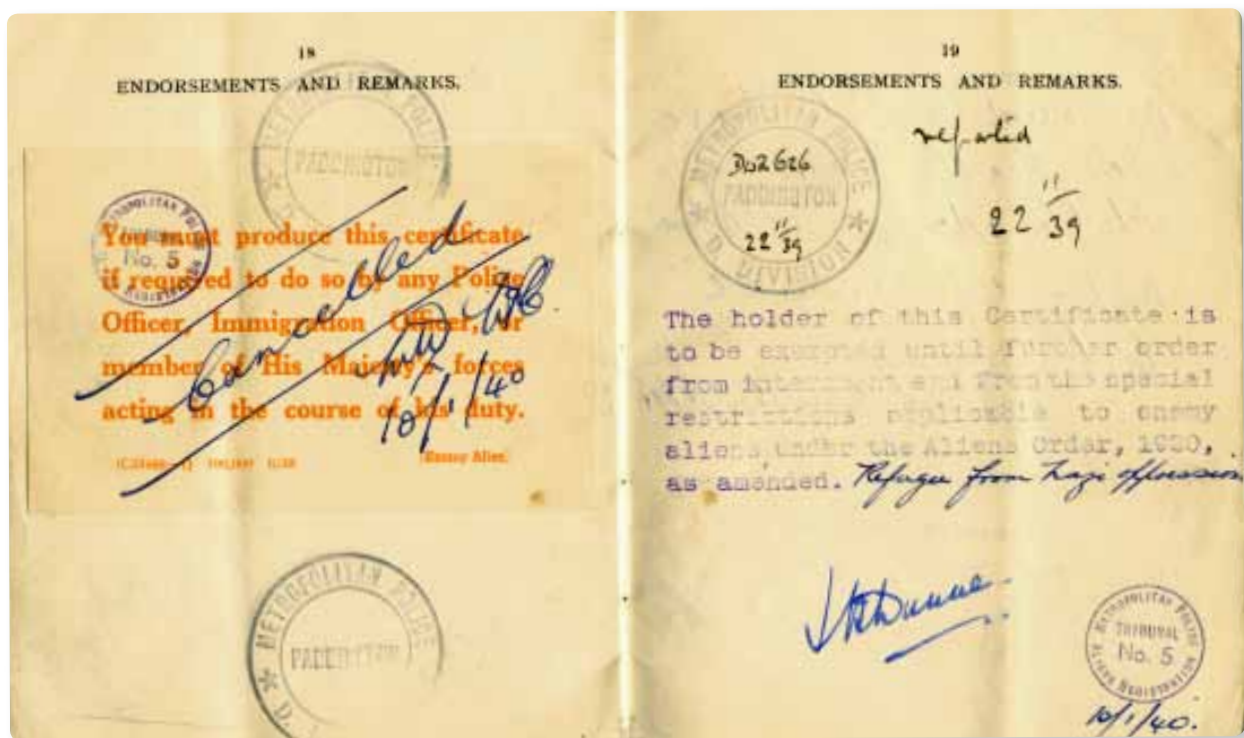 18
ENDORSEMENTS AND REMARKS.
METROPOLITAN POLICE
PADDINGTON
METROPOLITAN POLICE
No. 5
You must produce this certificate
if required to do so by any Police
Officer, Immigration Officer, or
member of His Majesty's forces
acting in the course of his duty.
Cancelled
10/1/40
Enemy Alien.
METROPOLITAN POLICE
PADDINGTON
D.
19
ENDORSEMENTS AND REMARKS.
METROPOLITAN POLICE
PADDINGTON
D. DIVISION
22 11/39
22 11/39
The holder of this Certificate is
to be exempted until further order
from internment and from the special
restrictions applicable to enemy
aliens under the Aliens Order, 1920,
as amended. Refugee from Nazi oppression.
METROPOLITAN POLICE
TRIBUNAL
No. 5
ALIENS REGISTRATION
10/1/40.